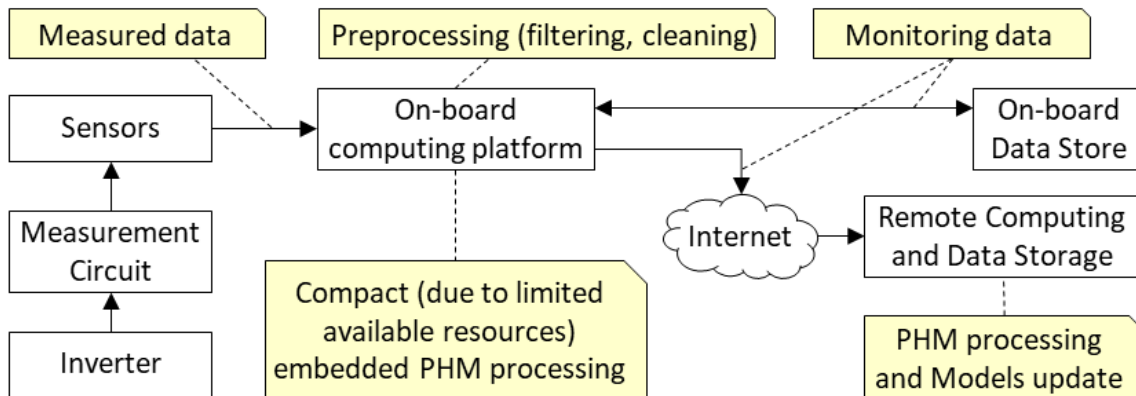 Measured data
Preprocessing (filtering, cleaning)
Monitoring data
Sensors
On-board
computing platform
On-board
Data Store
Measurement
Circuit
Internet
Remote Computing
and Data Storage
Inverter
Compact (due to limited
available resources)
embedded PHM processing
PHM processing
and Models update